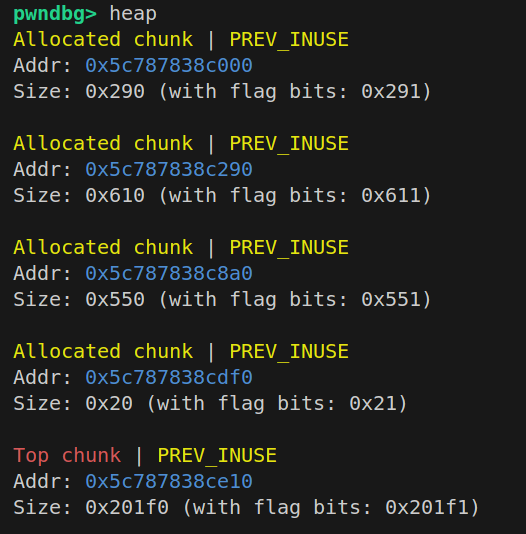 pwndbg> heap
Allocated chunk | PREV_INUSE
Addr: 0x5c787838c000
Size: 0x290 (with flag bits: 0x291)
Allocated chunk | PREV_INUSE
Addr: 0x5c787838c290
Size: 0x610 (with flag bits: 0x611)
Allocated chunk | PREV_INUSE
Addr: 0x5c787838c8a0
Size: 0x550 (with flag bits: 0x551)
Allocated chunk | PREV_INUSE
Addr: 0x5c787838cdf0
Size: 0x20 (with flag bits: 0x21)
Top chunk | PREV_INUSE
Addr: 0x5c787838ce10
Size: 0x201f0 (with flag bits: 0x201f1)